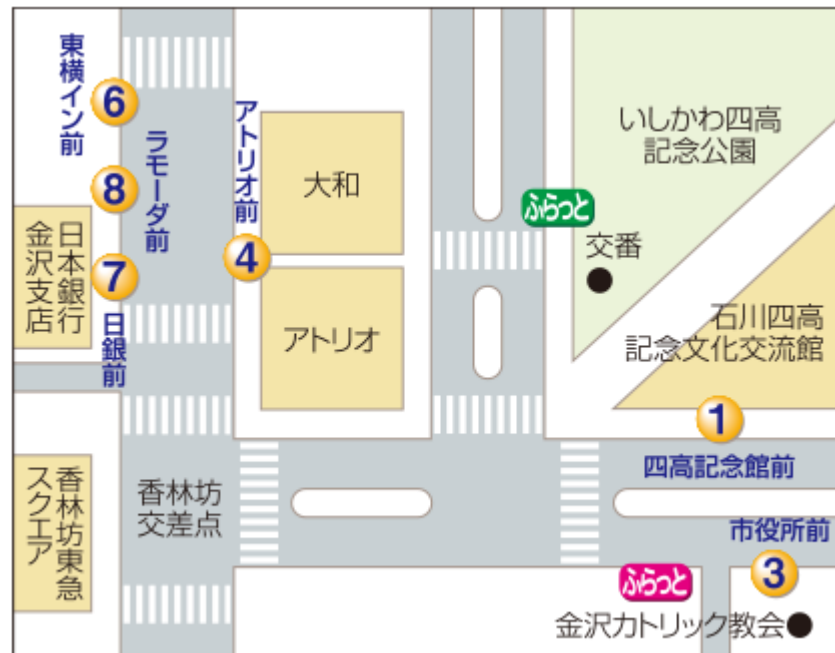 東横イン前
6
ラモーダ前
8
アトリオ前
4
7
日本銀行
金沢支店
日銀前
大和
アトリオ
いしかわ四高
記念公園
ふらっと
交番
石川四高
記念文化交流館
1
四高記念館前
香林坊
交差点
香林坊東急
スクエア
市役所前
3
ふらっと
金沢カトリック教会